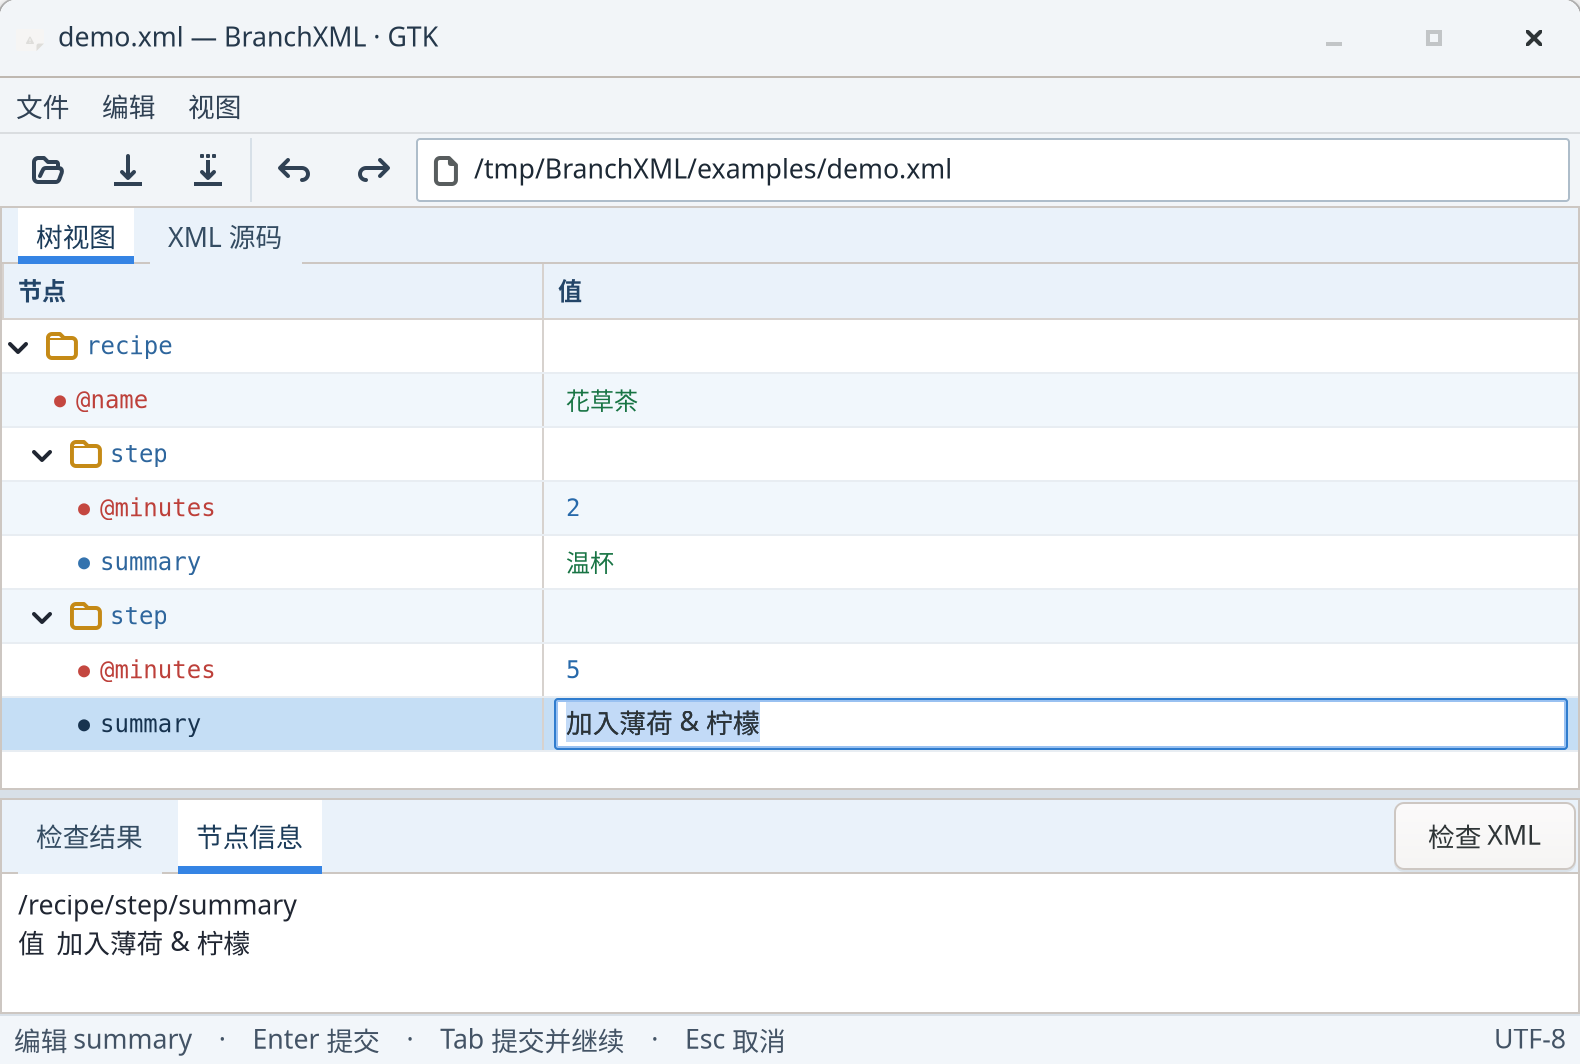 demo.xml — BranchXML · GTK
文件 编辑 视图
/tmp/BranchXML/examples/demo.xml
树视图 XML 源码
节点 值
recipe
@name 花草茶
step
@minutes 2
summary 温杯
step
@minutes 5
summary 加入薄荷 & 柠檬
检查结果 节点信息 检查 XML
/recipe/step/summary
值 加入薄荷 & 柠檬
编辑 summary · Enter 提交 · Tab 提交并继续 · Esc 取消 UTF-8